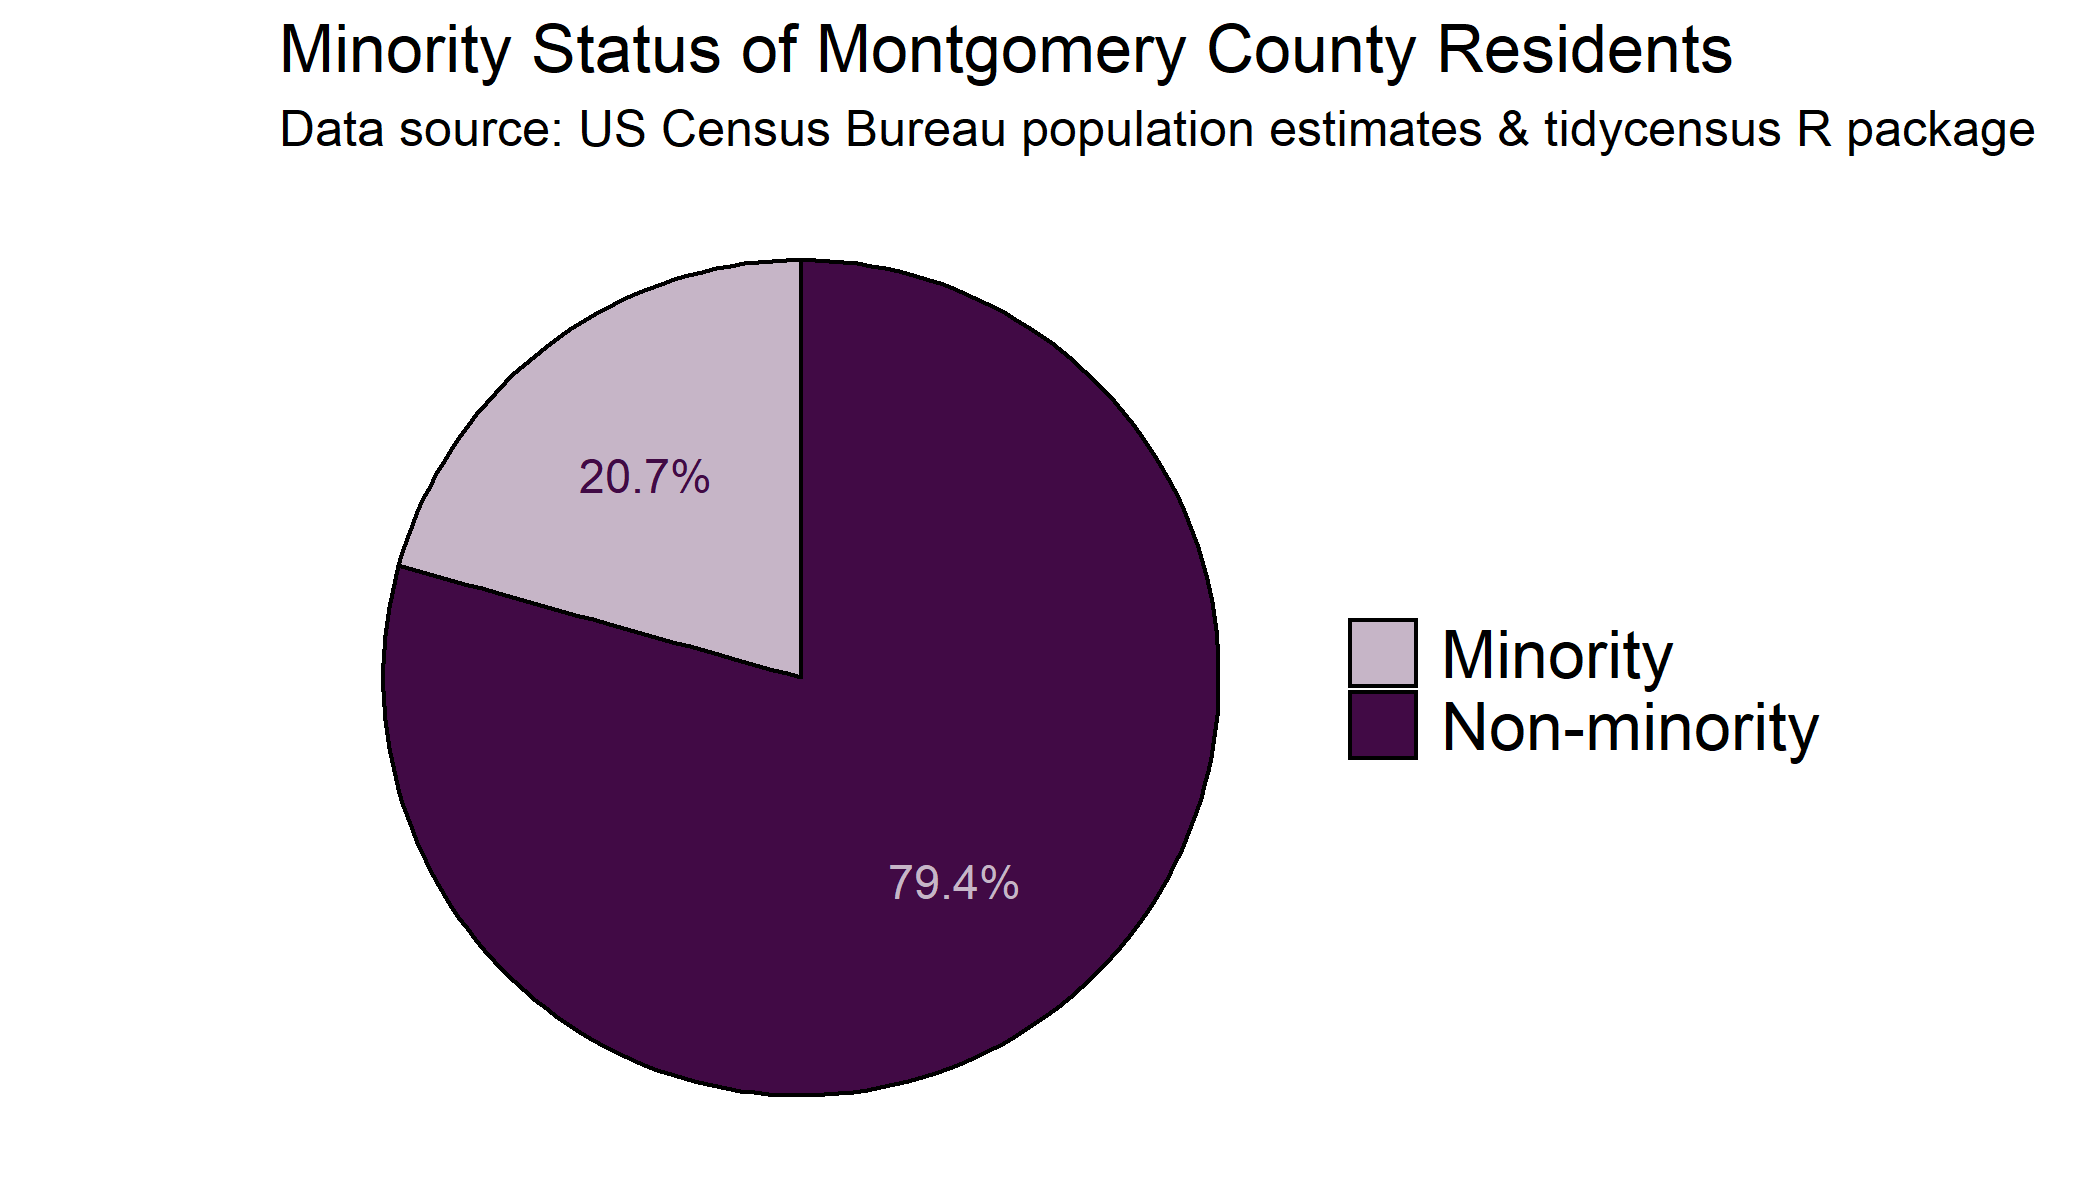 Minority Status of Montgomery County Residents
Data source: US Census Bureau population estimates & tidycensus R package
20.7%
79.4%
Minority
Non-minority